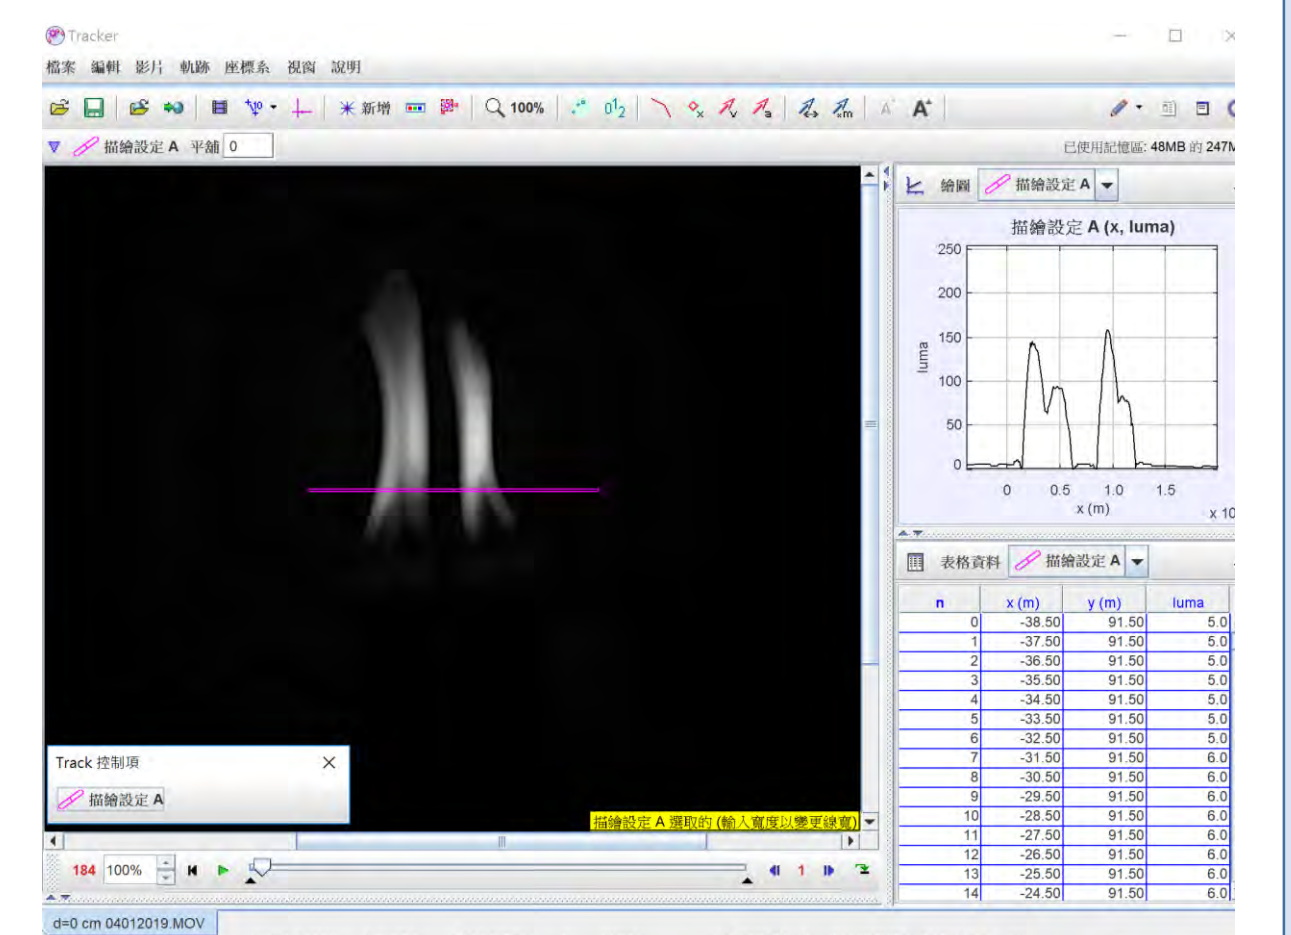 Tracker
檔案 編輯 影片 軌跡 座標系 視窗 說明
新增 100%
描繪設定 A 平舖 0
已使用記憶區: 48MB 的 247M
繪圖 描繪設定 A
描繪設定 A (x, luma)
250
200
150
100
50
0
luma
0 0.5 1.0 1.5
x (m)
x 10
表格資料 描繪設定 A
n x (m) y (m) luma
0 -38.50 91.50 5.0
1 -37.50 91.50 5.0
2 -36.50 91.50 5.0
3 -35.50 91.50 5.0
4 -34.50 91.50 5.0
5 -33.50 91.50 5.0
6 -32.50 91.50 5.0
7 -31.50 91.50 6.0
8 -30.50 91.50 6.0
9 -29.50 91.50 6.0
10 -28.50 91.50 6.0
11 -27.50 91.50 6.0
12 -26.50 91.50 6.0
13 -25.50 91.50 6.0
14 -24.50 91.50 6.0
Track 控制項
描繪設定 A
描繪設定 A 選取的 (輸入寬度以變更線寬)
184 100% 1
d=0 cm 04012019.MOV